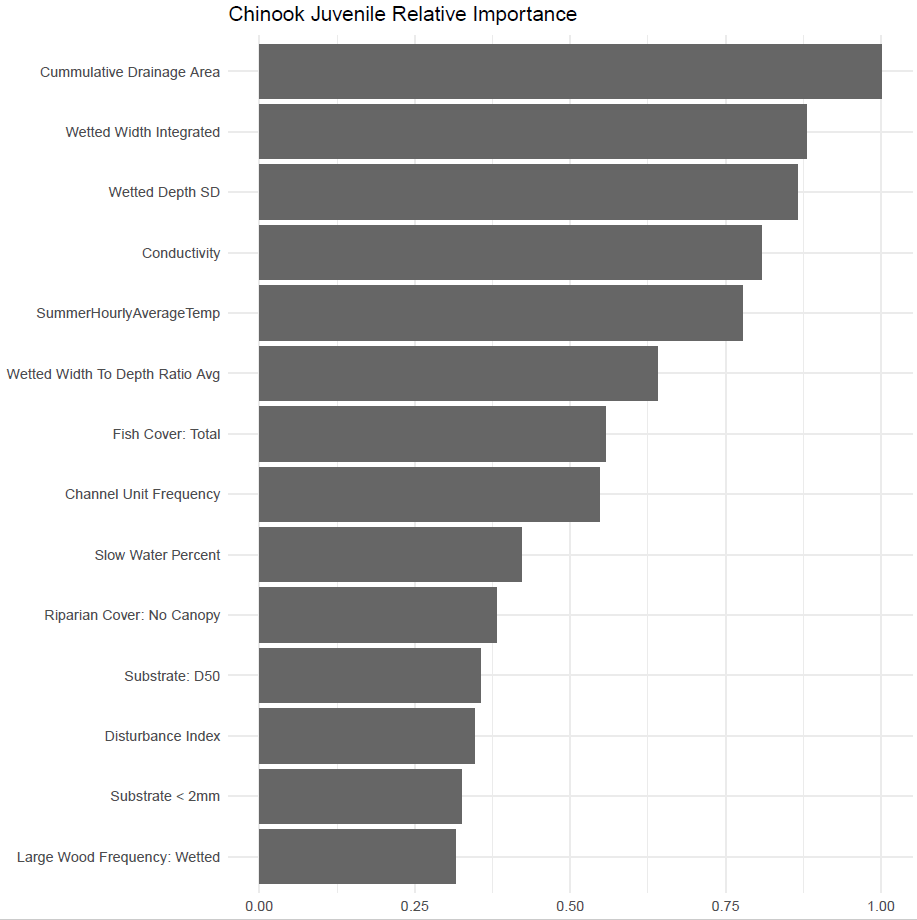 Chinook Juvenile Relative Importance
Cummulative Drainage Area
Wetted Width Integrated
Wetted Depth SD
Conductivity
SummerHourlyAverageTemp
Wetted Width To Depth Ratio Avg
Fish Cover: Total
Channel Unit Frequency
Slow Water Percent
Riparian Cover: No Canopy
Substrate: D50
Disturbance Index
Substrate < 2mm
Large Wood Frequency: Wetted
0.00 0.25 0.50 0.75 1.00